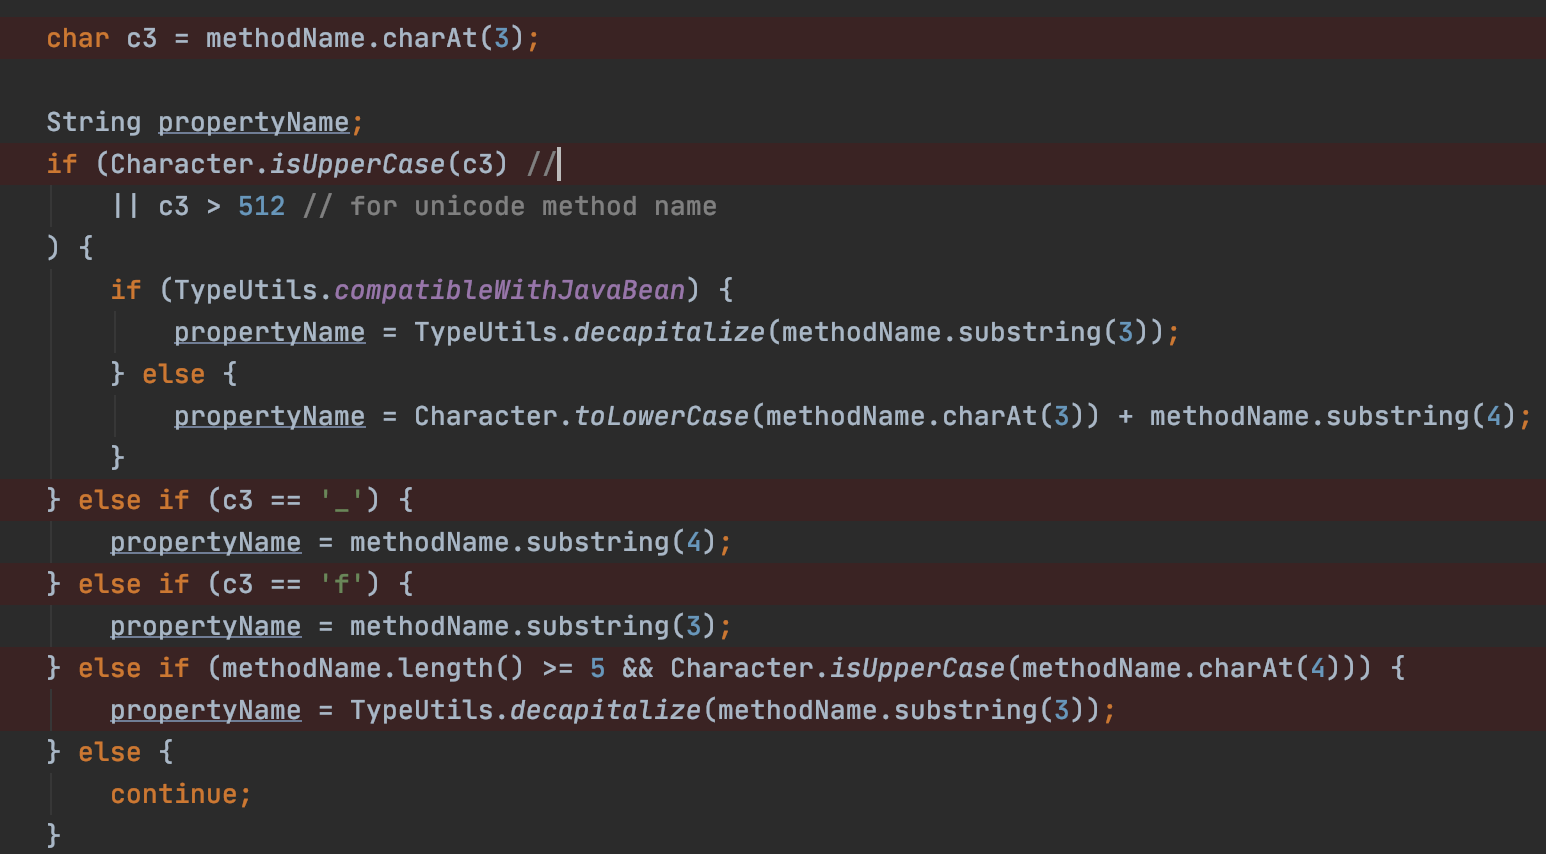 char c3 = methodName.charAt(3);
String propertyName;
if (Character.isUpperCase(c3) //
|| c3 > 512 // for unicode method name
) {
if (TypeUtils.compatibleWithJavaBean) {
propertyName = TypeUtils.decapitalize(methodName.substring(3));
} else {
propertyName = Character.toLowerCase(methodName.charAt(3)) + methodName.substring(4);
}
} else if (c3 == '_') {
propertyName = methodName.substring(4);
} else if (c3 == 'f') {
propertyName = methodName.substring(3);
} else if (methodName.length() >= 5 && Character.isUpperCase(methodName.charAt(4))) {
propertyName = TypeUtils.decapitalize(methodName.substring(3));
} else {
continue;
}